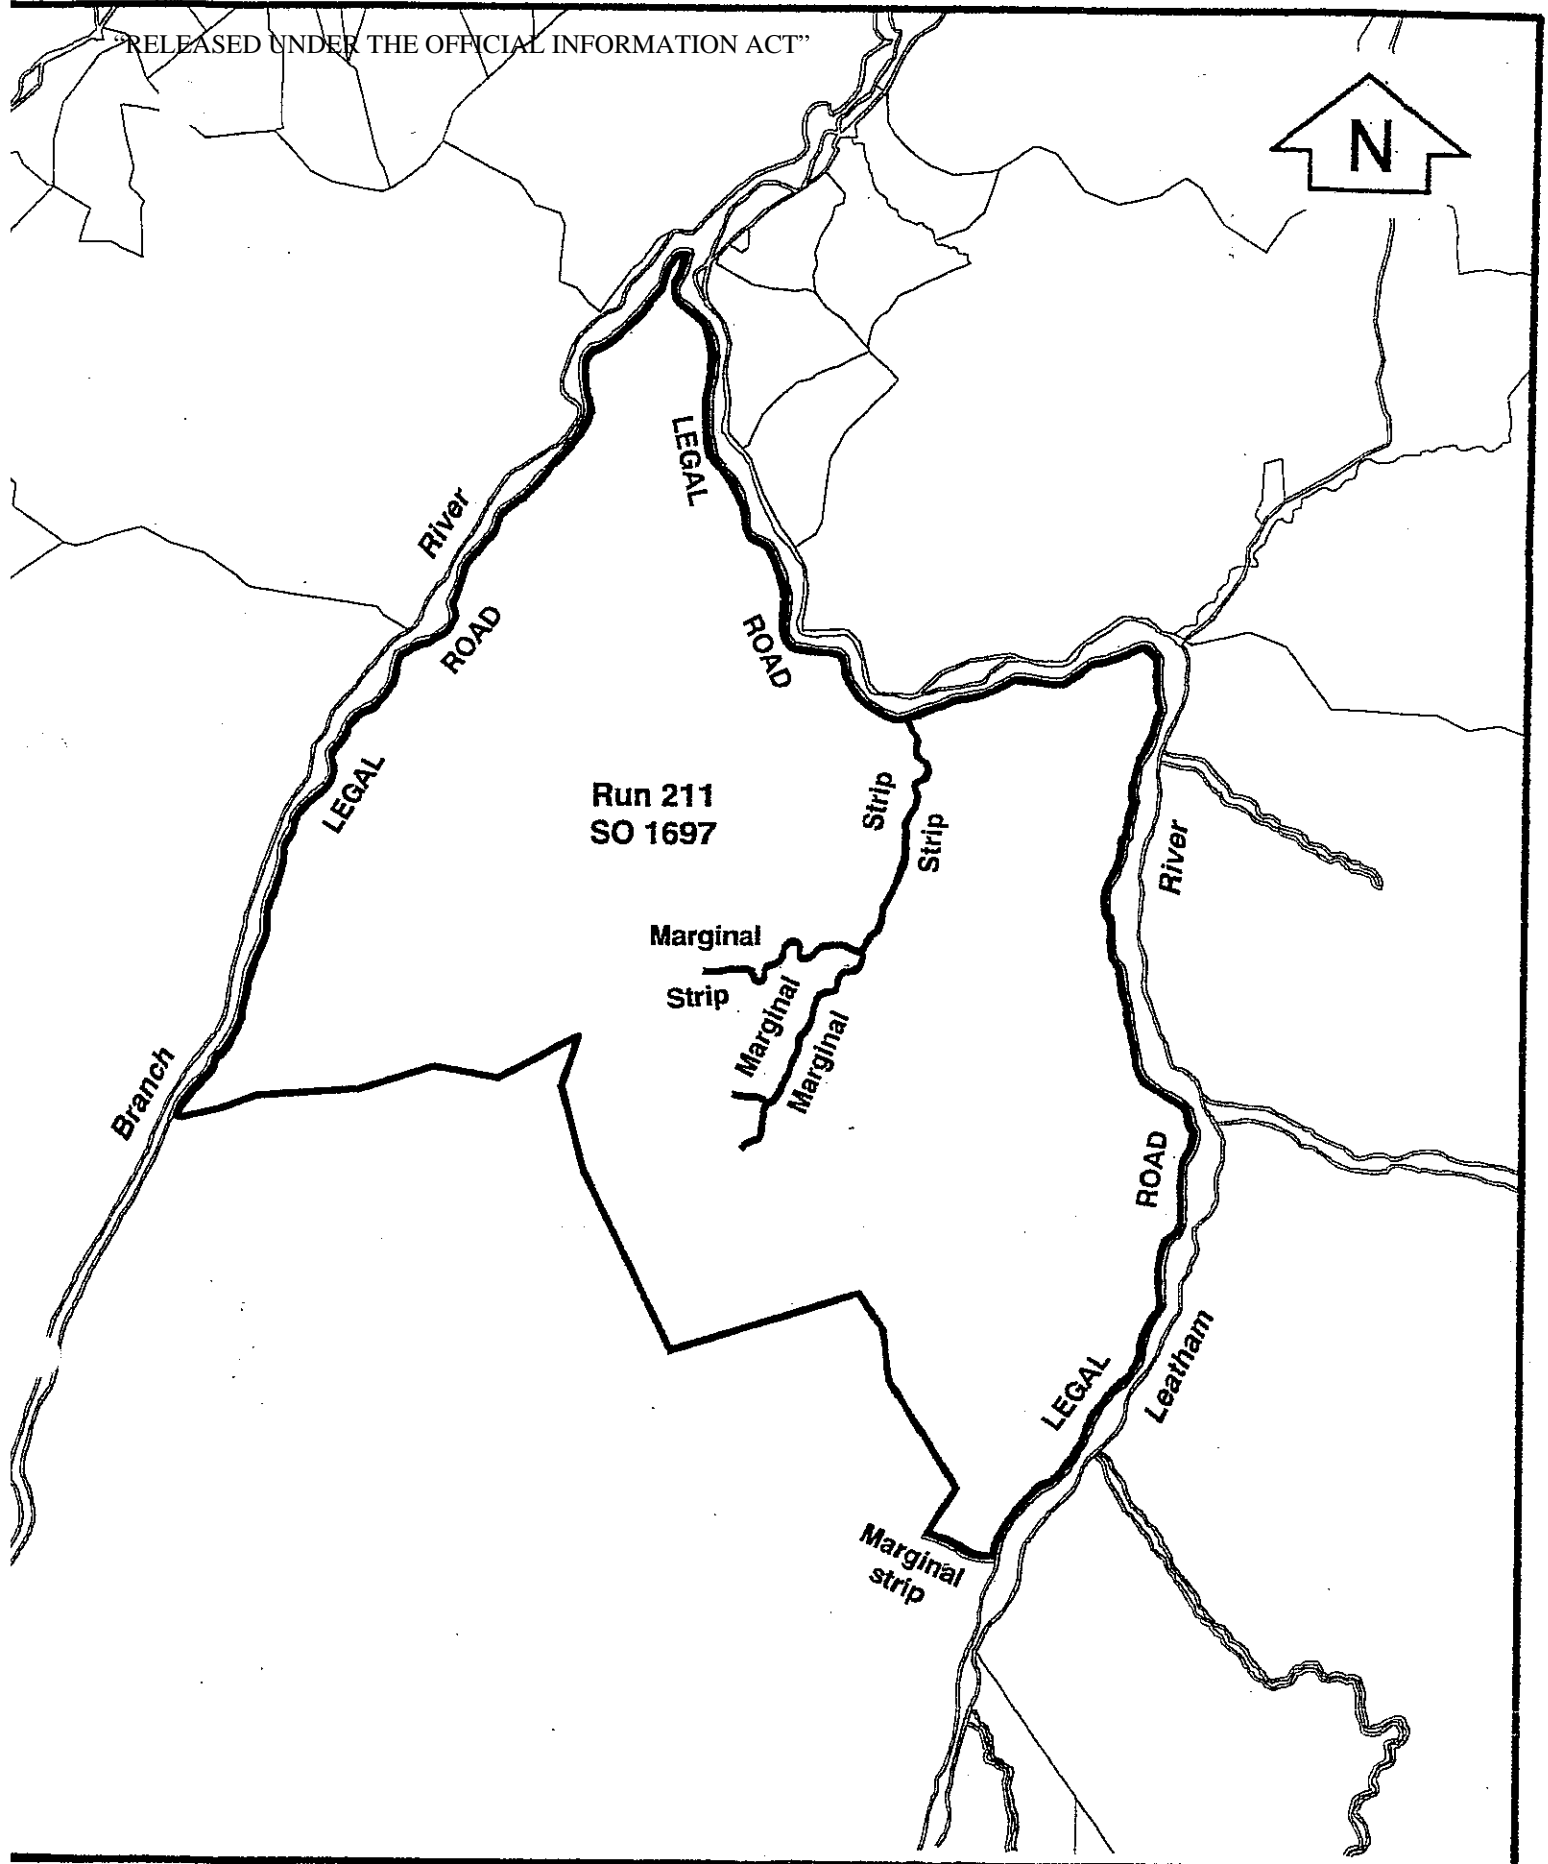 “RELEASED UNDER THE OFFICIAL INFORMATION ACT”
N
LEGAL
River
ROAD
ROAD
LEGAL
Run 211
SO 1697
Strip
Strip
River
Marginal
Strip
Marginal
Marginal
Branch
ROAD
LEGAL
Leatham
Marginal
strip